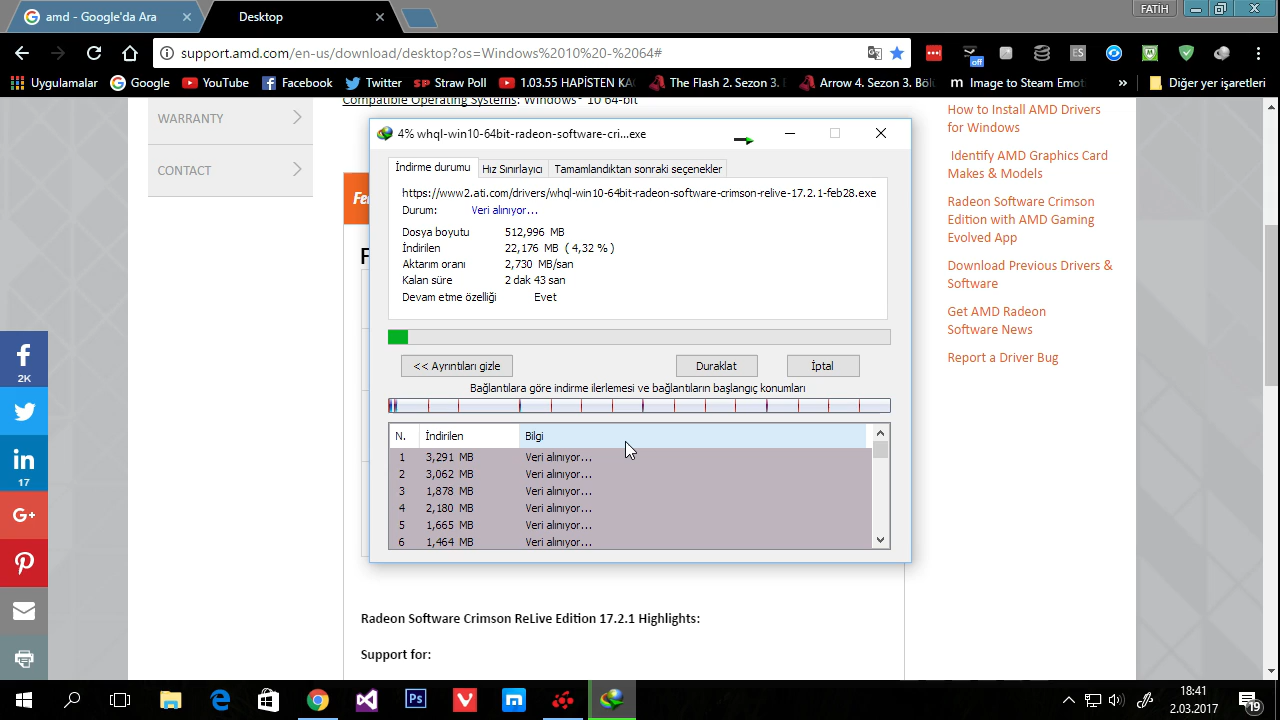 amd - Google'da Ara
Desktop
FATİH
support.amd.com/en-us/download/desktop?os=Windows%2010%20-%2064#
off
ES
Uygulamalar
Google
YouTube
Facebook
Twitter
Straw Poll
1.03.55 HAPİSTEN KA
The Flash 2. Sezon 3.
Arrow 4. Sezon 3. Böl
Image to Steam Emot
»
Diğer yer işaretleri
WARRANTY
CONTACT
Compatible Operating Systems: Windows® 10 64-bit
How to Install AMD Drivers
for Windows
Identify AMD Graphics Card
Makes & Models
Radeon Software Crimson
Edition with AMD Gaming
Evolved App
Download Previous Drivers &
Software
Get AMD Radeon
Software News
Report a Driver Bug
4% whql-win10-64bit-radeon-software-cri...exe
İndirme durumu
Hız Sınırlayıcı
Tamamlandıktan sonraki seçenekler
https://www2.ati.com/drivers/whql-win10-64bit-radeon-software-crimson-relive-17.2.1-feb28.exe
Durum: Veri alınıyor...
Dosya boyutu 512,996 MB
İndirilen 22,176 MB ( 4,32 % )
Aktarım oranı 2,730 MB/san
Kalan süre 2 dak 43 san
Devam etme özelliği Evet
<< Ayrıntıları gizle
Duraklat
İptal
Bağlantılara göre indirme ilerlemesi ve bağlantıların başlangıç konumları
N. İndirilen Bilgi
1 3,291 MB Veri alınıyor...
2 3,062 MB Veri alınıyor...
3 1,878 MB Veri alınıyor...
4 2,180 MB Veri alınıyor...
5 1,665 MB Veri alınıyor...
6 1,464 MB Veri alınıyor...
2K
17
Radeon Software Crimson ReLive Edition 17.2.1 Highlights:
Support for:
18:41
2.03.2017
19